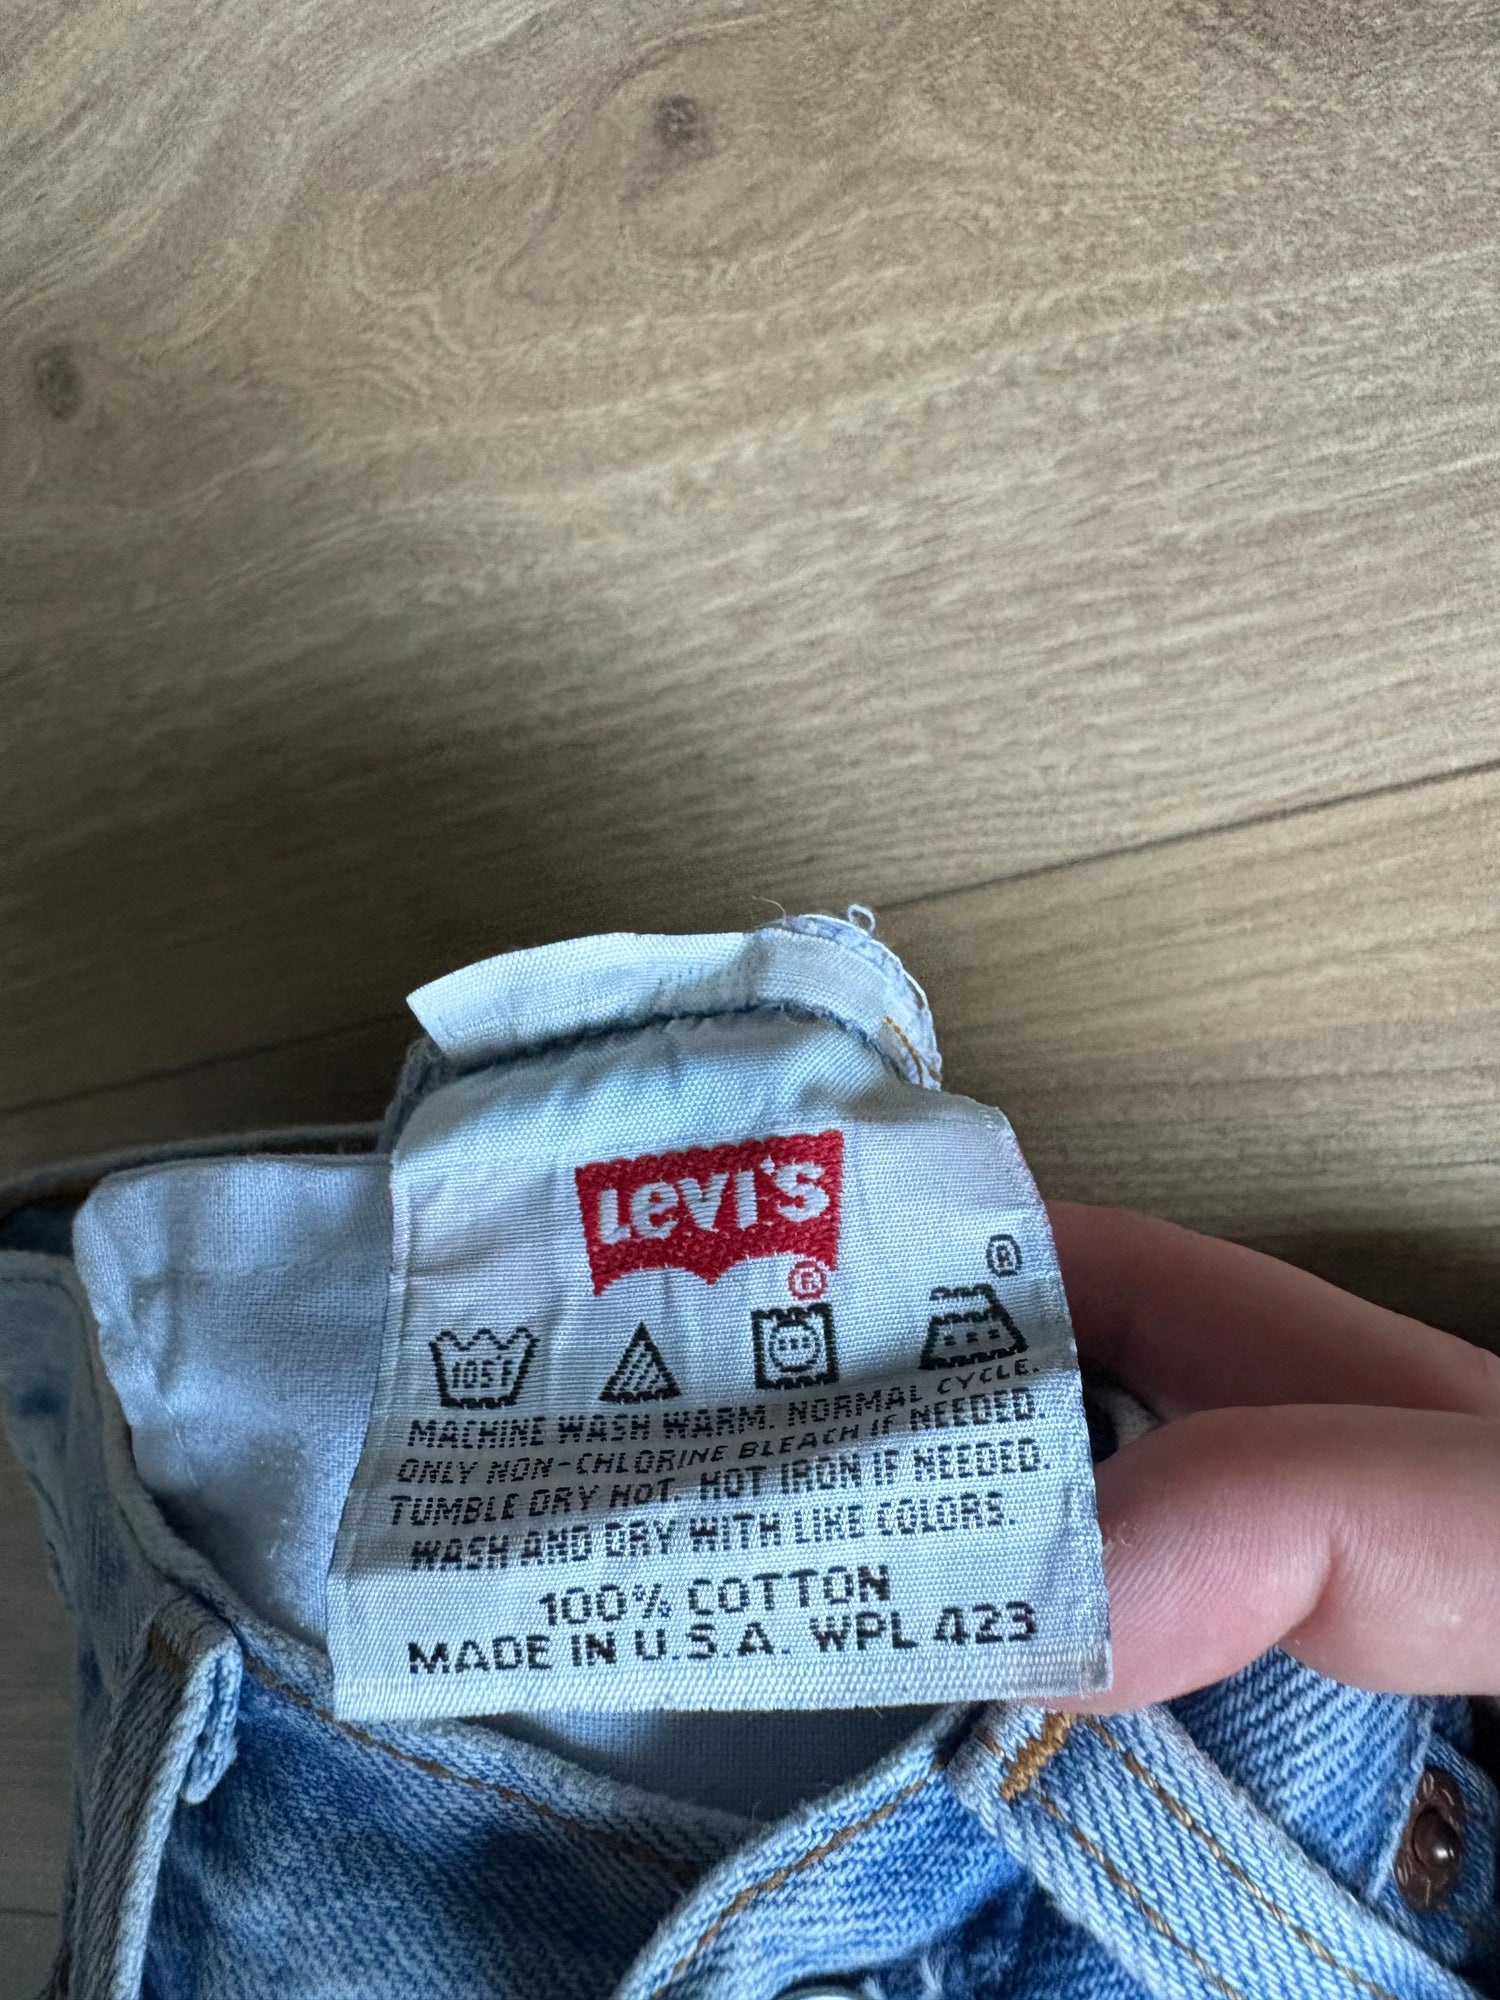 LEVI'S
®
®
105°F
MACHINE WASH WARM. NORMAL CYCLE.
ONLY NON-CHLORINE BLEACH IF NEEDED.
TUMBLE DRY HOT. HOT IRON IF NEEDED.
WASH AND DRY WITH LIKE COLORS.
100% COTTON
MADE IN U.S.A. WPL 423